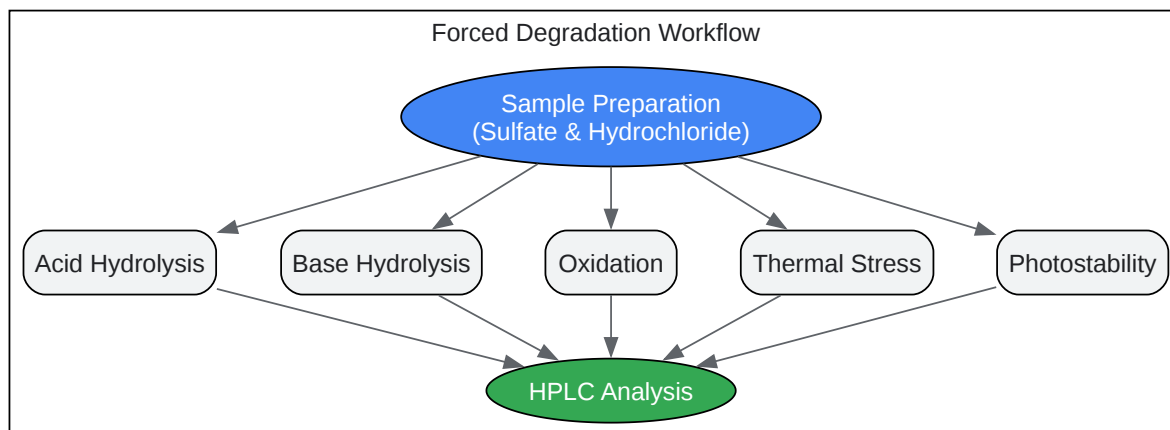 Forced Degradation Workflow
Sample Preparation
(Sulfate & Hydrochloride)
Acid Hydrolysis
Base Hydrolysis
Oxidation
Thermal Stress
Photostability
HPLC Analysis